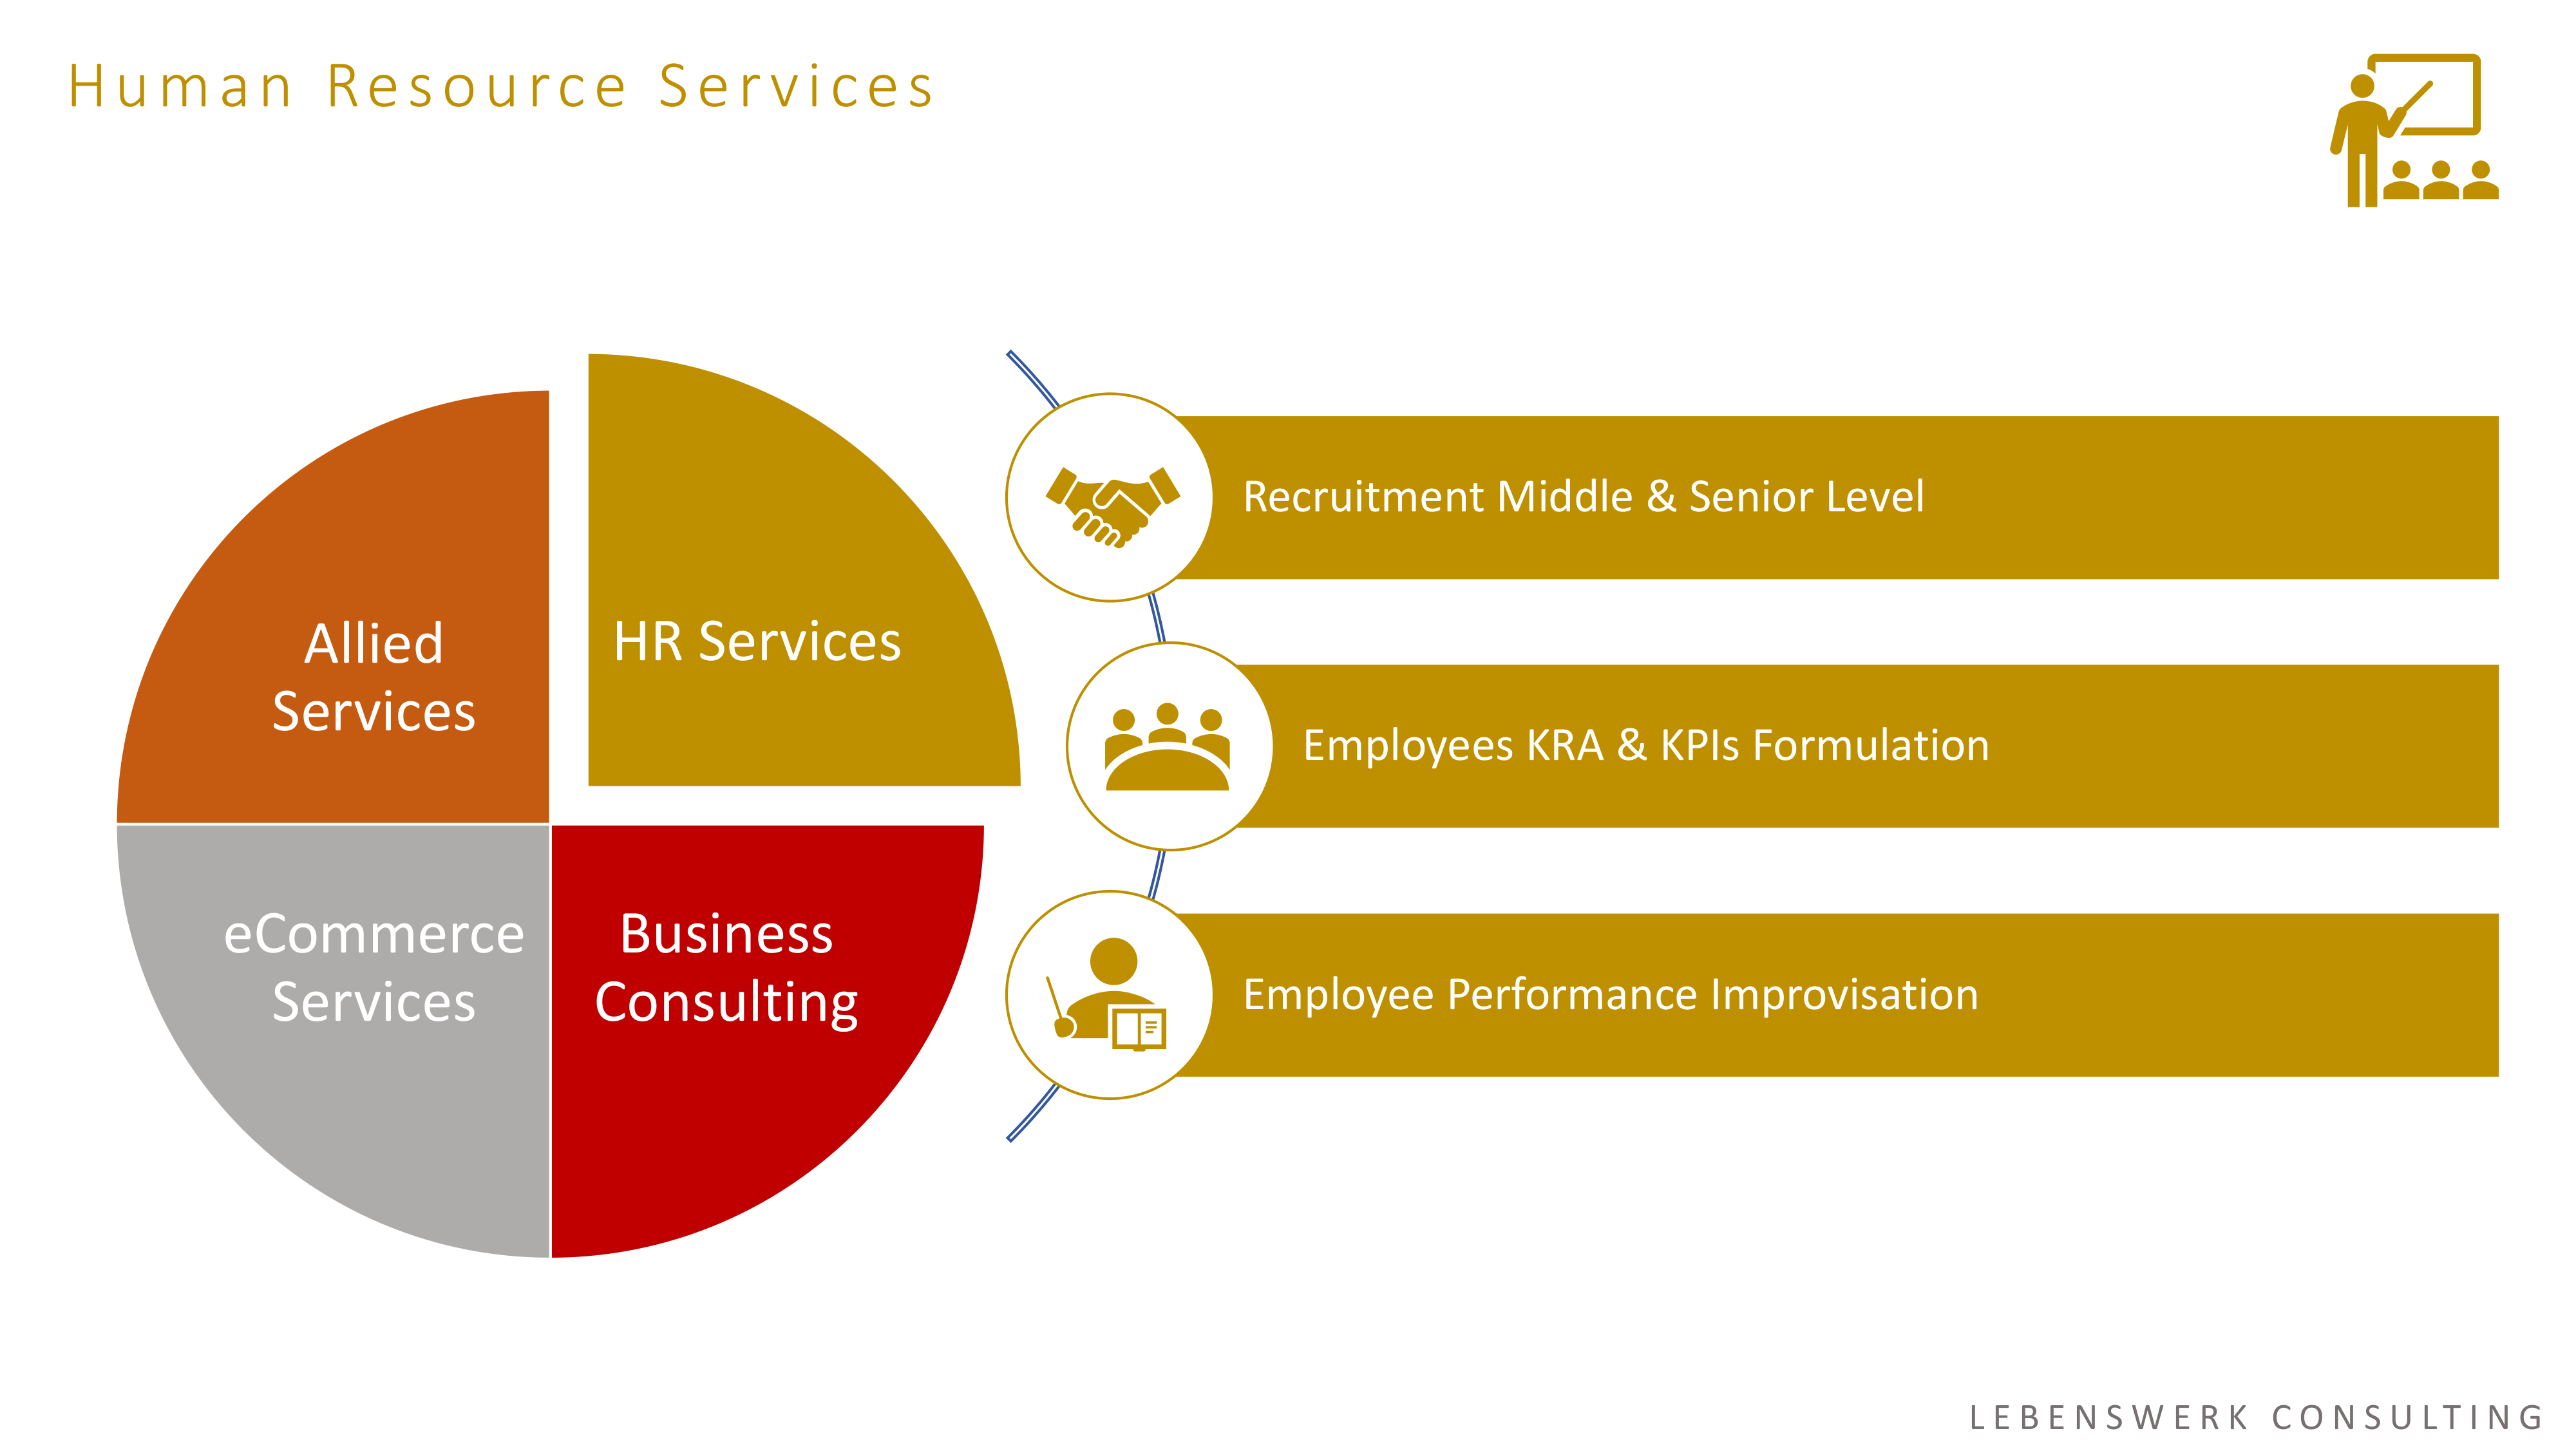 Human Resource Services
Allied
Services
HR Services
eCommerce
Services
Business
Consulting
Recruitment Middle & Senior Level
Employees KRA & KPIs Formulation
Employee Performance Improvisation
LEBENSWERK CONSULTING